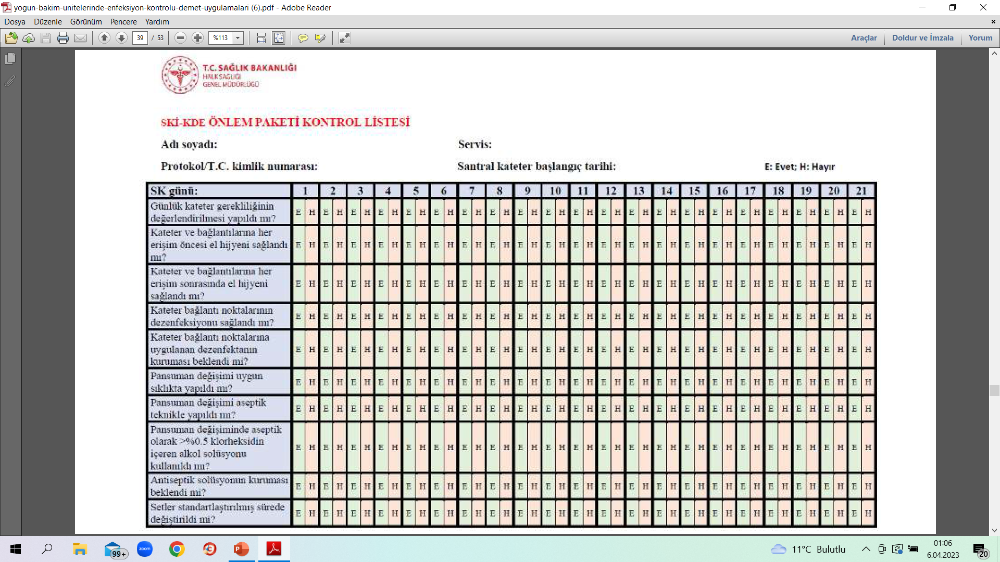 yogun-bakim-unitelerinde-enfeksiyon-kontrolu-demet-uygulamalari (6).pdf - Adobe Reader
Dosya Düzenle Görünüm Pencere Yardım
39 / 53 %113 Araçlar Doldur ve İmzala Yorum
T.C. SAĞLIK BAKANLIĞI
HALK SAĞLIĞI
GENEL MÜDÜRLÜĞÜ
SKİ-KDE ÖNLEM PAKETİ KONTROL LİSTESİ
Adı soyadı: Servis:
Protokol/T.C. kimlik numarası: Santral kateter başlangıç tarihi: E: Evet; H: Hayır
SK günü: 1 2 3 4 5 6 7 8 9 10 11 12 13 14 15 16 17 18 19 20 21
Günlük kateter gerekliliğinin
değerlendirilmesi yapıldı mı?
E H E H E H E H E H E H E H E H E H E H E H E H E H E H E H E H E H E H E H E H E H
Kateter ve bağlantılarına her
erişim öncesi el hijyeni sağlandı
mı?
E H E H E H E H E H E H E H E H E H E H E H E H E H E H E H E H E H E H E H E H E H
Kateter ve bağlantılarına her
erişim sonrasında el hijyeni
sağlandı mı?
E H E H E H E H E H E H E H E H E H E H E H E H E H E H E H E H E H E H E H E H E H
Kateter bağlantı noktalarının
dezenfeksiyonu sağlandı mı?
E H E H E H E H E H E H E H E H E H E H E H E H E H E H E H E H E H E H E H E H E H
Kateter bağlantı noktalarına
uygulanan dezenfektanın
kuruması beklendi mi?
E H E H E H E H E H E H E H E H E H E H E H E H E H E H E H E H E H E H E H E H E H
Pansuman değişimi uygun
sıklıkta yapıldı mı?
E H E H E H E H E H E H E H E H E H E H E H E H E H E H E H E H E H E H E H E H E H
Pansuman değişimi aseptik
teknikle yapıldı mı?
E H E H E H E H E H E H E H E H E H E H E H E H E H E H E H E H E H E H E H E H E H
Pansuman değişiminde aseptik
olarak >%0.5 klorheksidin
içeren alkol solüsyonu
kullanıldı mı?
E H E H E H E H E H E H E H E H E H E H E H E H E H E H E H E H E H E H E H E H E H
Antiseptik solüsyonun kuruması
beklendi mi?
E H E H E H E H E H E H E H E H E H E H E H E H E H E H E H E H E H E H E H E H E H
Setler standartlaştırılmış sürede
değiştirildi mi?
E H E H E H E H E H E H E H E H E H E H E H E H E H E H E H E H E H E H E H E H E H
99+ zoom 11°C Bulutlu 01:06
6.04.2023 20